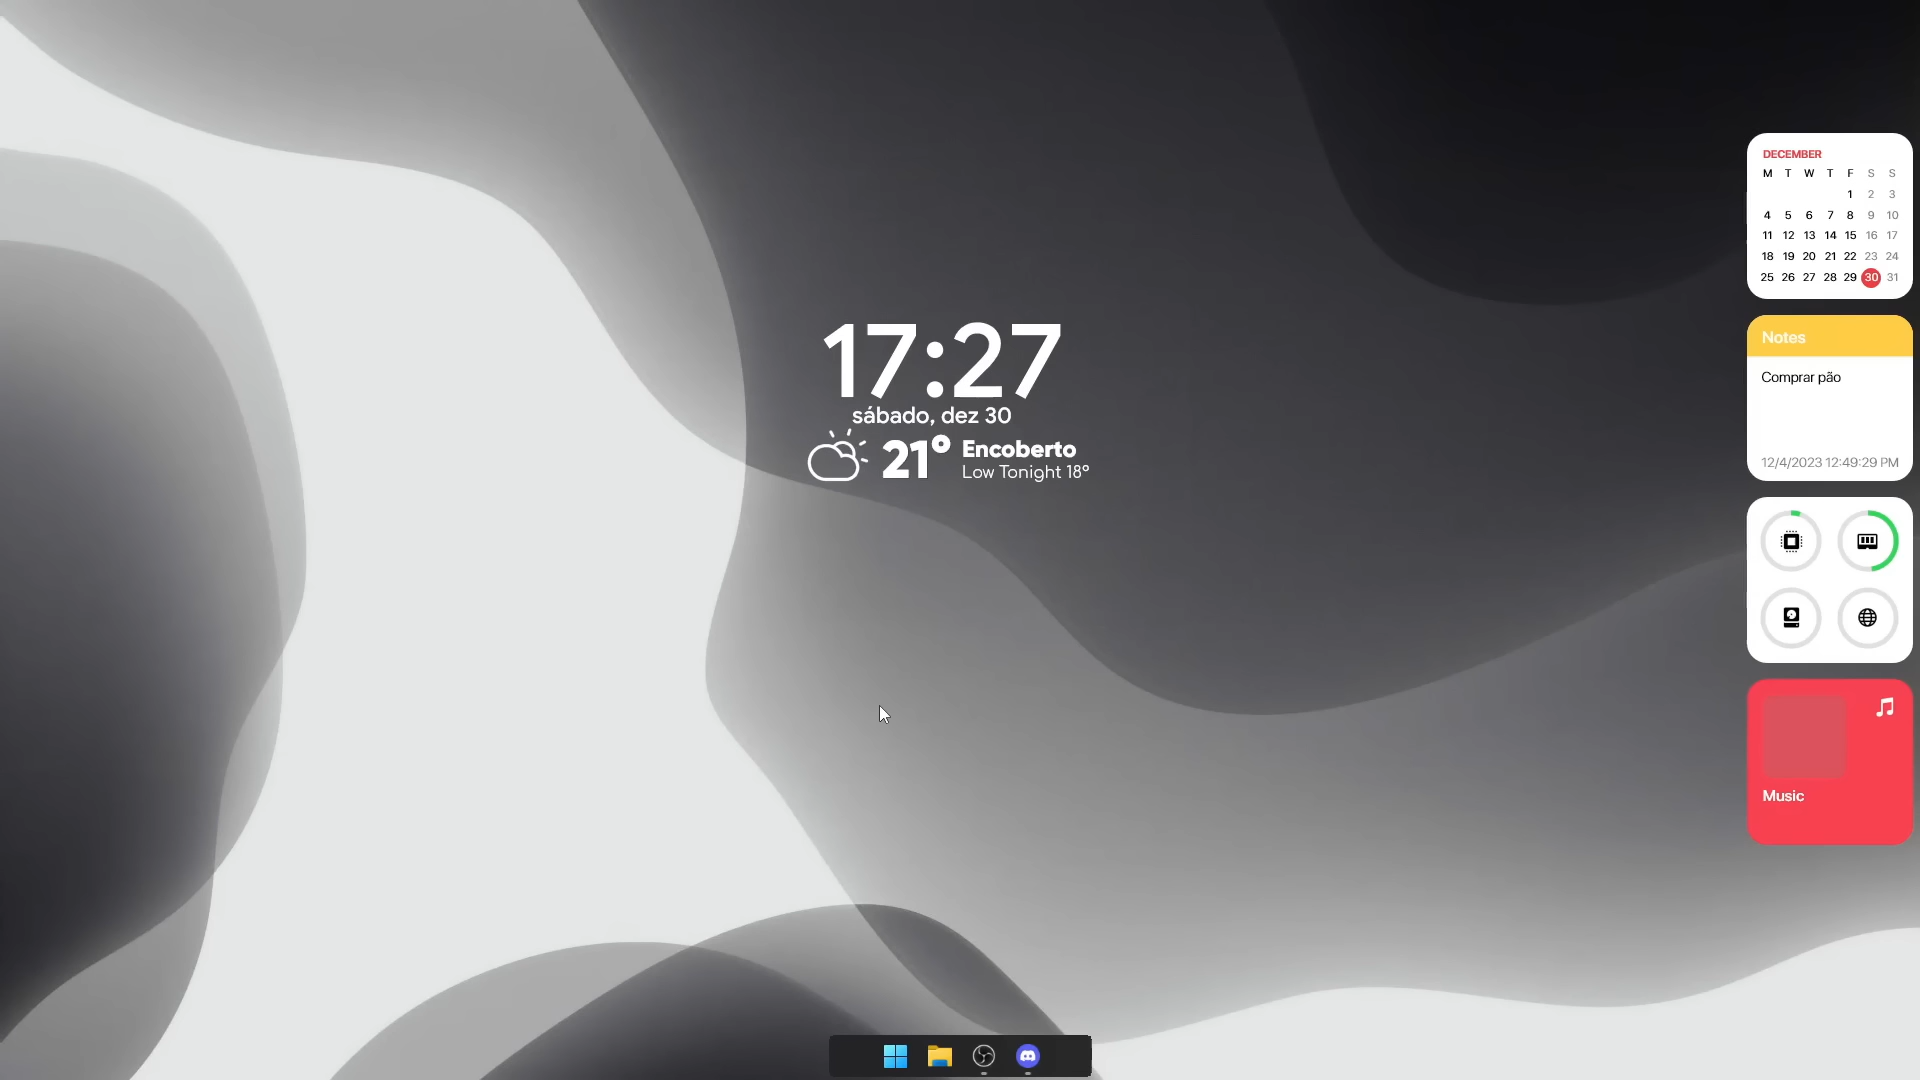 17:27
sábado, dez 30
21° Encoberto
Low Tonight 18°
DECEMBER
M T W T F S S
1 2 3
4 5 6 7 8 9 10
11 12 13 14 15 16 17
18 19 20 21 22 23 24
25 26 27 28 29 30 31
Notes
Comprar pão
12/4/2023 12:49:29 PM
Music